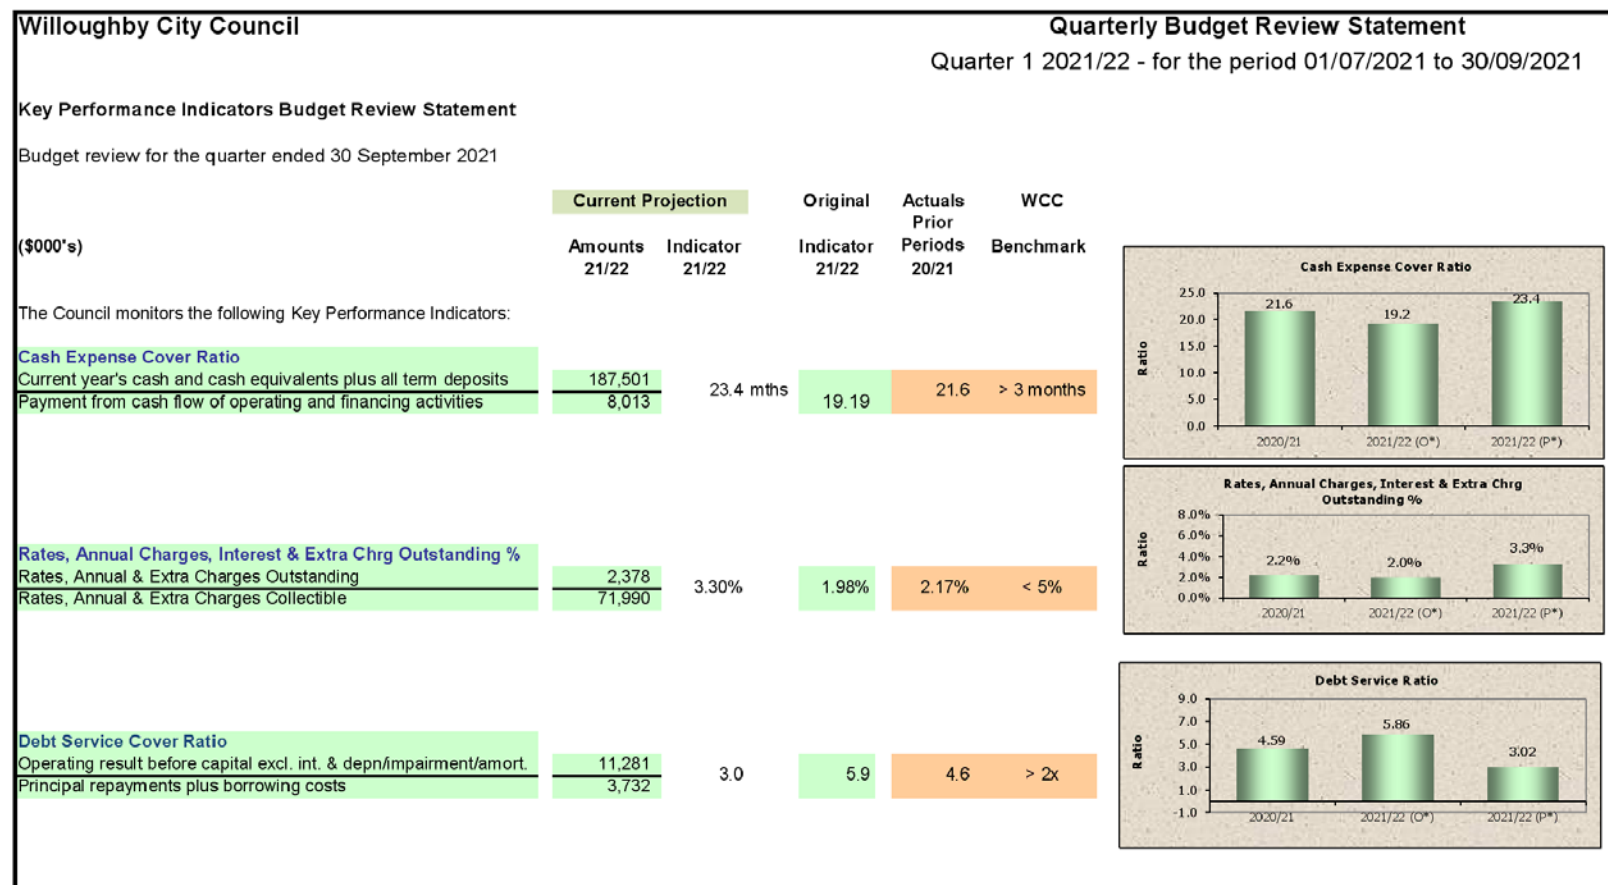 Willoughby City Council
Quarterly Budget Review Statement
Quarter 1 2021/22 - for the period 01/07/2021 to 30/09/2021
Key Performance Indicators Budget Review Statement
Budget review for the quarter ended 30 September 2021
Current Projection Original Actuals WCC
Prior
($000's) Amounts Indicator Indicator Periods Benchmark
21/22 21/22 21/22 20/21
The Council monitors the following Key Performance Indicators:
Cash Expense Cover Ratio
Current year's cash and cash equivalents plus all term deposits 187,501
23.4 mths 19.19 21.6 > 3 months
Payment from cash flow of operating and financing activities 8,013
Cash Expense Cover Ratio
Ratio
25.0
20.0
15.0
10.0
5.0
0.0
21.6 19.2 23.4
2020/21 2021/22 (O*) 2021/22 (P*)
Rates, Annual Charges, Interest & Extra Chrg Outstanding %
Rates, Annual & Extra Charges Outstanding 2,378
3.30% 1.98% 2.17% < 5%
Rates, Annual & Extra Charges Collectible 71,990
Rates, Annual Charges, Interest & Extra Chrg
Outstanding %
Ratio
8.0%
6.0%
4.0%
2.0%
0.0%
2.2% 2.0% 3.3%
2020/21 2021/22 (O*) 2021/22 (P*)
Debt Service Cover Ratio
Operating result before capital excl. int. & depn/impairment/amort. 11,281
3.0 5.9 4.6 > 2x
Principal repayments plus borrowing costs 3,732
Debt Service Ratio
Ratio
9.0
7.0
5.0
3.0
1.0
-1.0
4.59 5.86 3.02
2020/21 2021/22 (O*) 2021/22 (P*)